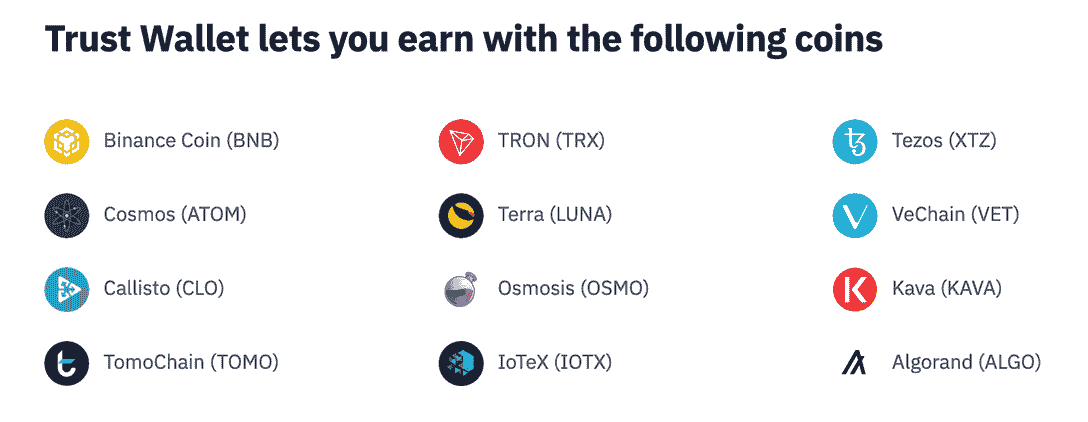 Trust Wallet lets you earn with the following coins
Binance Coin (BNB)
TRON (TRX)
Tezos (XTZ)
Cosmos (ATOM)
Terra (LUNA)
VeChain (VET)
Callisto (CLO)
Osmosis (OSMO)
Kava (KAVA)
TomoChain (TOMO)
IoTeX (IOTX)
Algorand (ALGO)